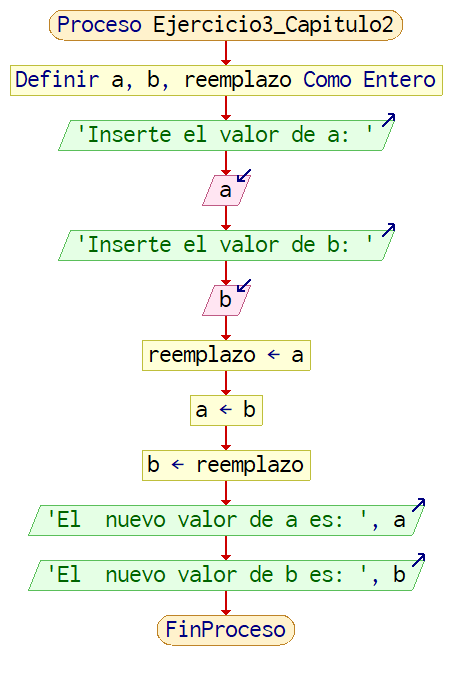 Proceso Ejercicio3_Capitulo2
Definir a, b, reemplazo Como Entero
'Inserte el valor de a: '
a
'Inserte el valor de b: '
b
reemplazo ← a
a ← b
b ← reemplazo
'El  nuevo valor de a es: ', a
'El  nuevo valor de b es: ', b
FinProceso